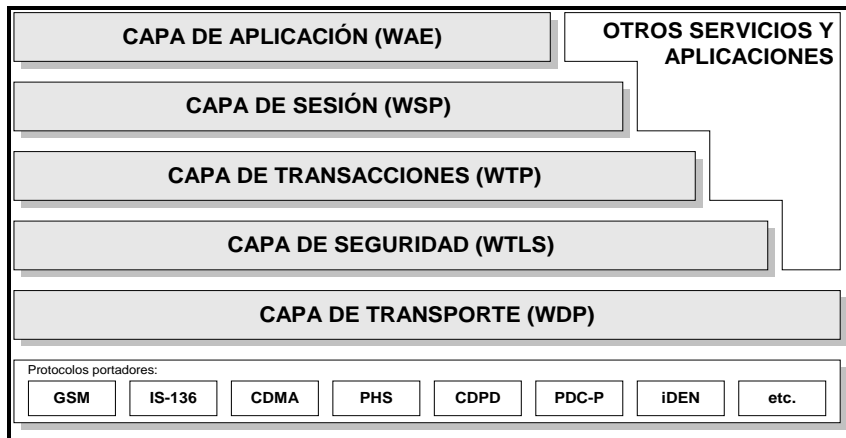 CAPA DE APLICACIÓN (WAE)
OTROS SERVICIOS Y
APLICACIONES
CAPA DE SESIÓN (WSP)
CAPA DE TRANSACCIONES (WTP)
CAPA DE SEGURIDAD (WTLS)
CAPA DE TRANSPORTE (WDP)
Protocolos portadores:
GSM IS-136 CDMA PHS CDPD PDC-P iDEN etc.